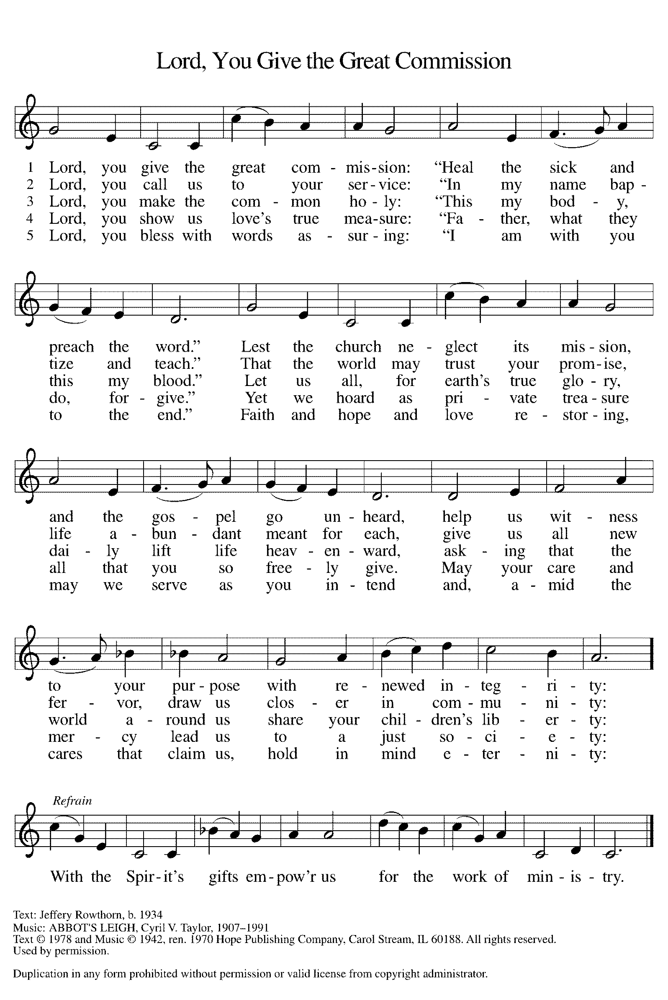 Lord, You Give the Great Commission
1 Lord, you give the great com - mis - sion: “Heal the sick and
2 Lord, you call us to your ser - vice: “In my name bap -
3 Lord, you make the com - mon ho - ly: “This my bod - y,
4 Lord, you show us love’s true mea - sure: “Fa - ther, what they
5 Lord, you bless with words as - sur - ing: “I am with you
preach the word.” Lest the church ne - glect its mis - sion,
tize and teach.” That the world may trust your prom - ise,
this my blood.” Let us all, for earth’s true glo - ry,
do, for - give.” Yet we hoard as pri - vate trea - sure
to the end.” Faith and hope and love re - stor - ing,
and the gos - pel go un - heard, help us wit - ness
life a - bun - dant meant for each, give us all new
dai - ly lift life heav - en - ward, ask - ing that the
all that you so free - ly give. May your care and
may we serve as you in - tend and, a - mid the
to your pur - pose with re - newed in - teg - ri - ty:
fer - vor, draw us clos - er in com - mu - ni - ty:
world a - round us share your chil - dren’s lib - er - ty:
mer - cy lead us to a just so - ci - e - ty:
cares that claim us, hold in mind e - ter - ni - ty:
Refrain
With the Spir - it’s gifts em - pow’r us for the work of min - is - try.
Text: Jeffery Rowthorn, b. 1934
Music: ABBOT'S LEIGH, Cyril V. Taylor, 1907–1991
Text © 1978 and Music © 1942, ren. 1970 Hope Publishing Company, Carol Stream, IL 60188. All rights reserved.
Used by permission.
Duplication in any form prohibited without permission or valid license from copyright administrator.